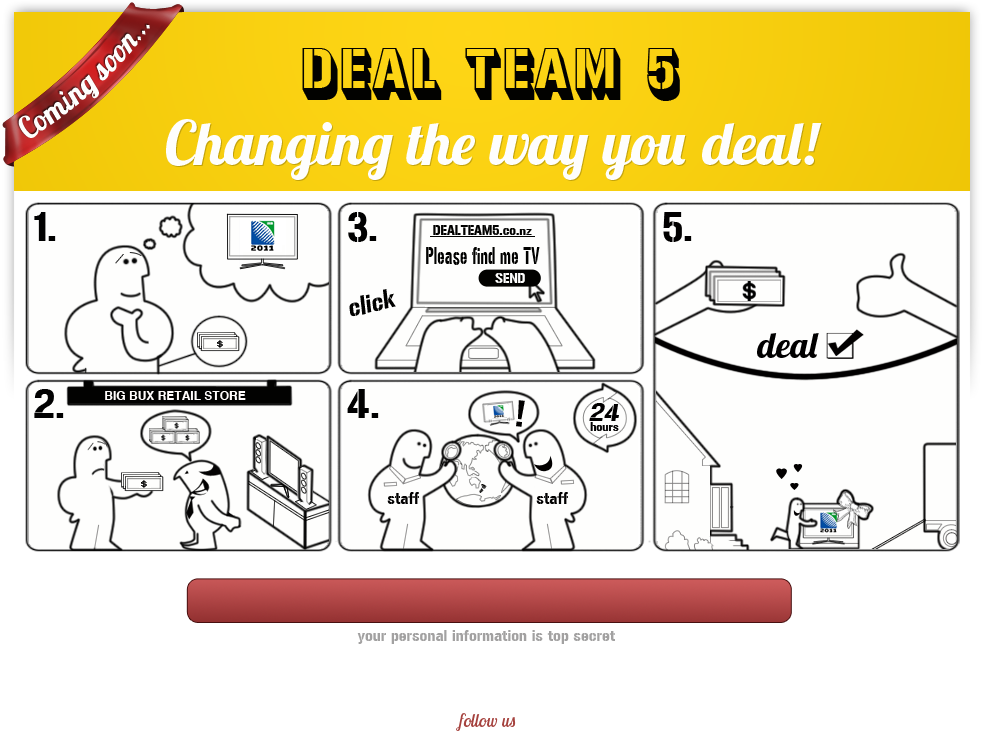 Coming soon...
DEAL TEAM 5
Changing the way you deal!
1.
2011
$
2.
BIG BUX RETAIL STORE
$
3.
DEALTEAM5.co.nz
Please find me TV
SEND
click
4.
!
24
hours
staff
staff
5.
$
deal
2011
your personal information is top secret
follow us